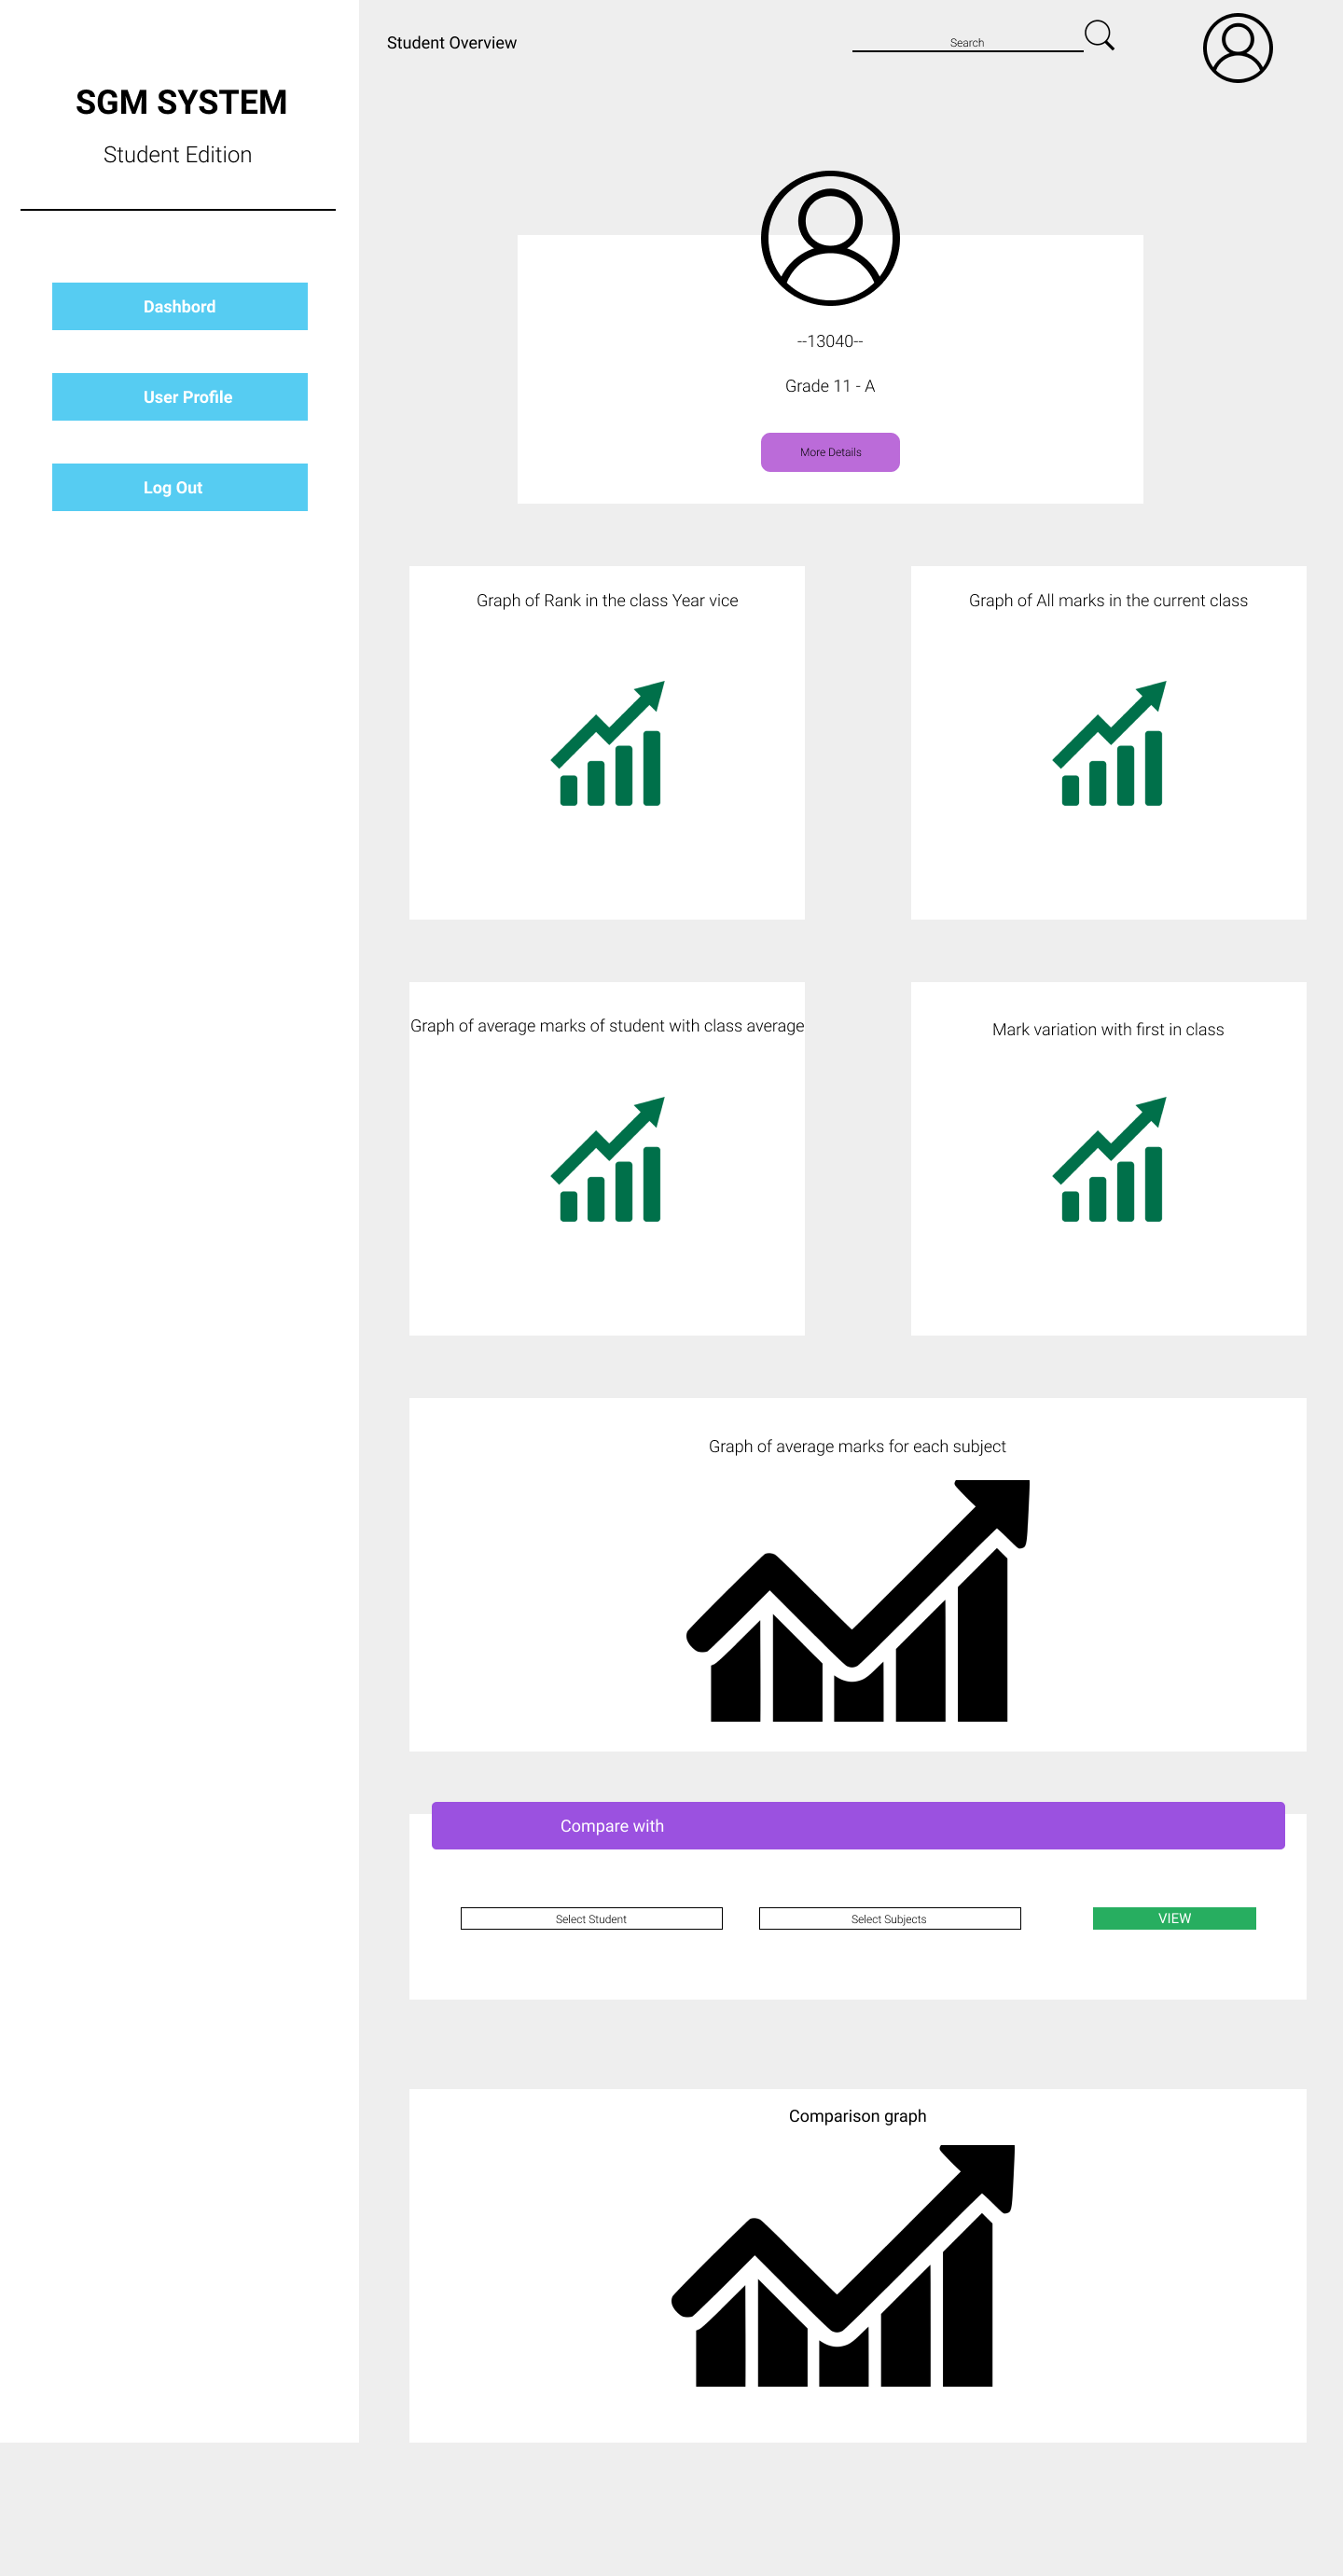 SGM SYSTEM
Student Edition
Dashbord
User Profile
Log Out
Student Overview
Search
--13040--
Grade 11 - A
More Details
Graph of Rank in the class Year vice
Graph of All marks in the current class
Graph of average marks of student with class average
Mark variation with first in class
Graph of average marks for each subject
Compare with
Select Student
Select Subjects
VIEW
Comparison graph